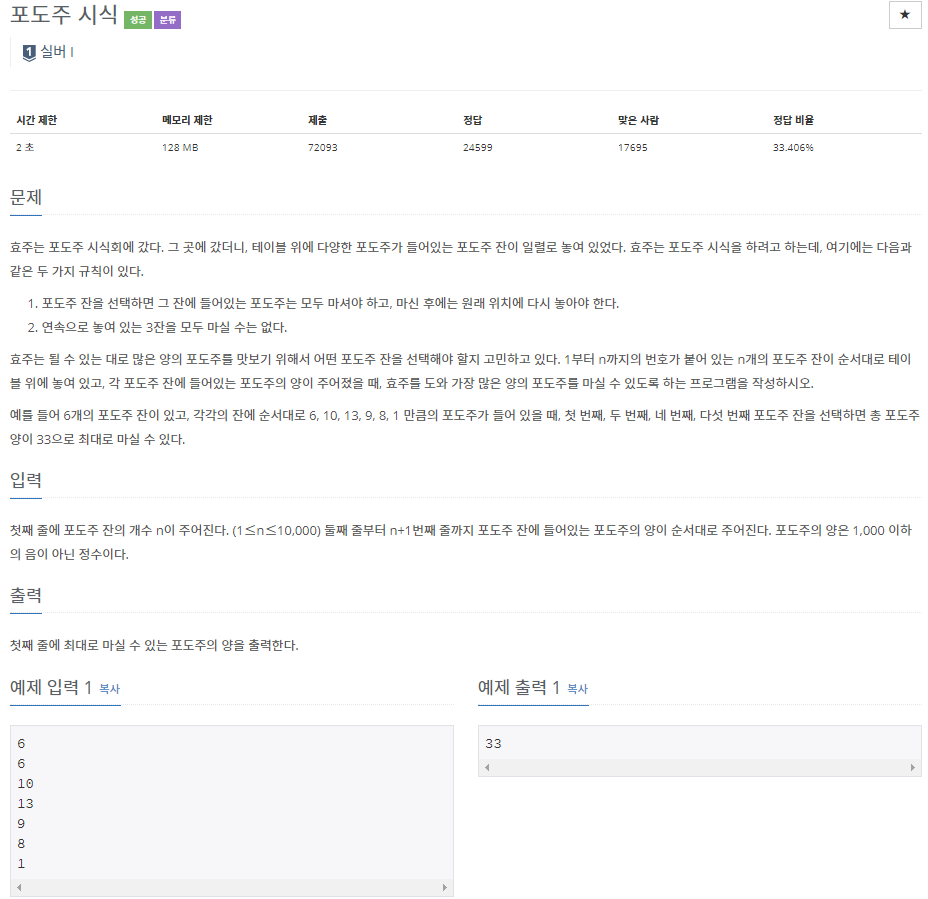 포도주 시식 성공 분류
★
1 실버 I
시간 제한 메모리 제한 제출 정답 맞은 사람 정답 비율
2 초 128 MB 72093 24599 17695 33.406%
문제
효주는 포도주 시식회에 갔다. 그 곳에 갔더니, 테이블 위에 다양한 포도주가 들어있는 포도주 잔이 일렬로 놓여 있었다. 효주는 포도주 시식을 하려고 하는데, 여기에는 다음과
같은 두 가지 규칙이 있다.
1. 포도주 잔을 선택하면 그 잔에 들어있는 포도주는 모두 마셔야 하고, 마신 후에는 원래 위치에 다시 놓아야 한다.
2. 연속으로 놓여 있는 3잔을 모두 마실 수는 없다.
효주는 될 수 있는 대로 많은 양의 포도주를 맛보기 위해서 어떤 포도주 잔을 선택해야 할지 고민하고 있다. 1부터 n까지의 번호가 붙어 있는 n개의 포도주 잔이 순서대로 테이
블 위에 놓여 있고, 각 포도주 잔에 들어있는 포도주의 양이 주어졌을 때, 효주를 도와 가장 많은 양의 포도주를 마실 수 있도록 하는 프로그램을 작성하시오.
예를 들어 6개의 포도주 잔이 있고, 각각의 잔에 순서대로 6, 10, 13, 9, 8, 1 만큼의 포도주가 들어 있을 때, 첫 번째, 두 번째, 네 번째, 다섯 번째 포도주 잔을 선택하면 총 포도주
양이 33으로 최대로 마실 수 있다.
입력
첫째 줄에 포도주 잔의 개수 n이 주어진다. (1≤n≤10,000) 둘째 줄부터 n+1번째 줄까지 포도주 잔에 들어있는 포도주의 양이 순서대로 주어진다. 포도주의 양은 1,000 이하
의 음이 아닌 정수이다.
출력
첫째 줄에 최대로 마실 수 있는 포도주의 양을 출력한다.
예제 입력 1 복사
6
6
10
13
9
8
1
예제 출력 1 복사
33